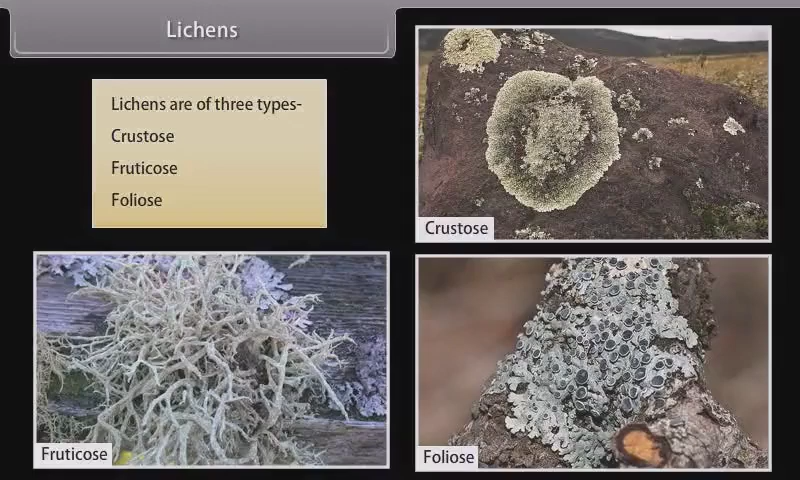 Lichens
Lichens are of three types-
Crustose
Fruticose
Foliose
Crustose
Fruticose
Foliose